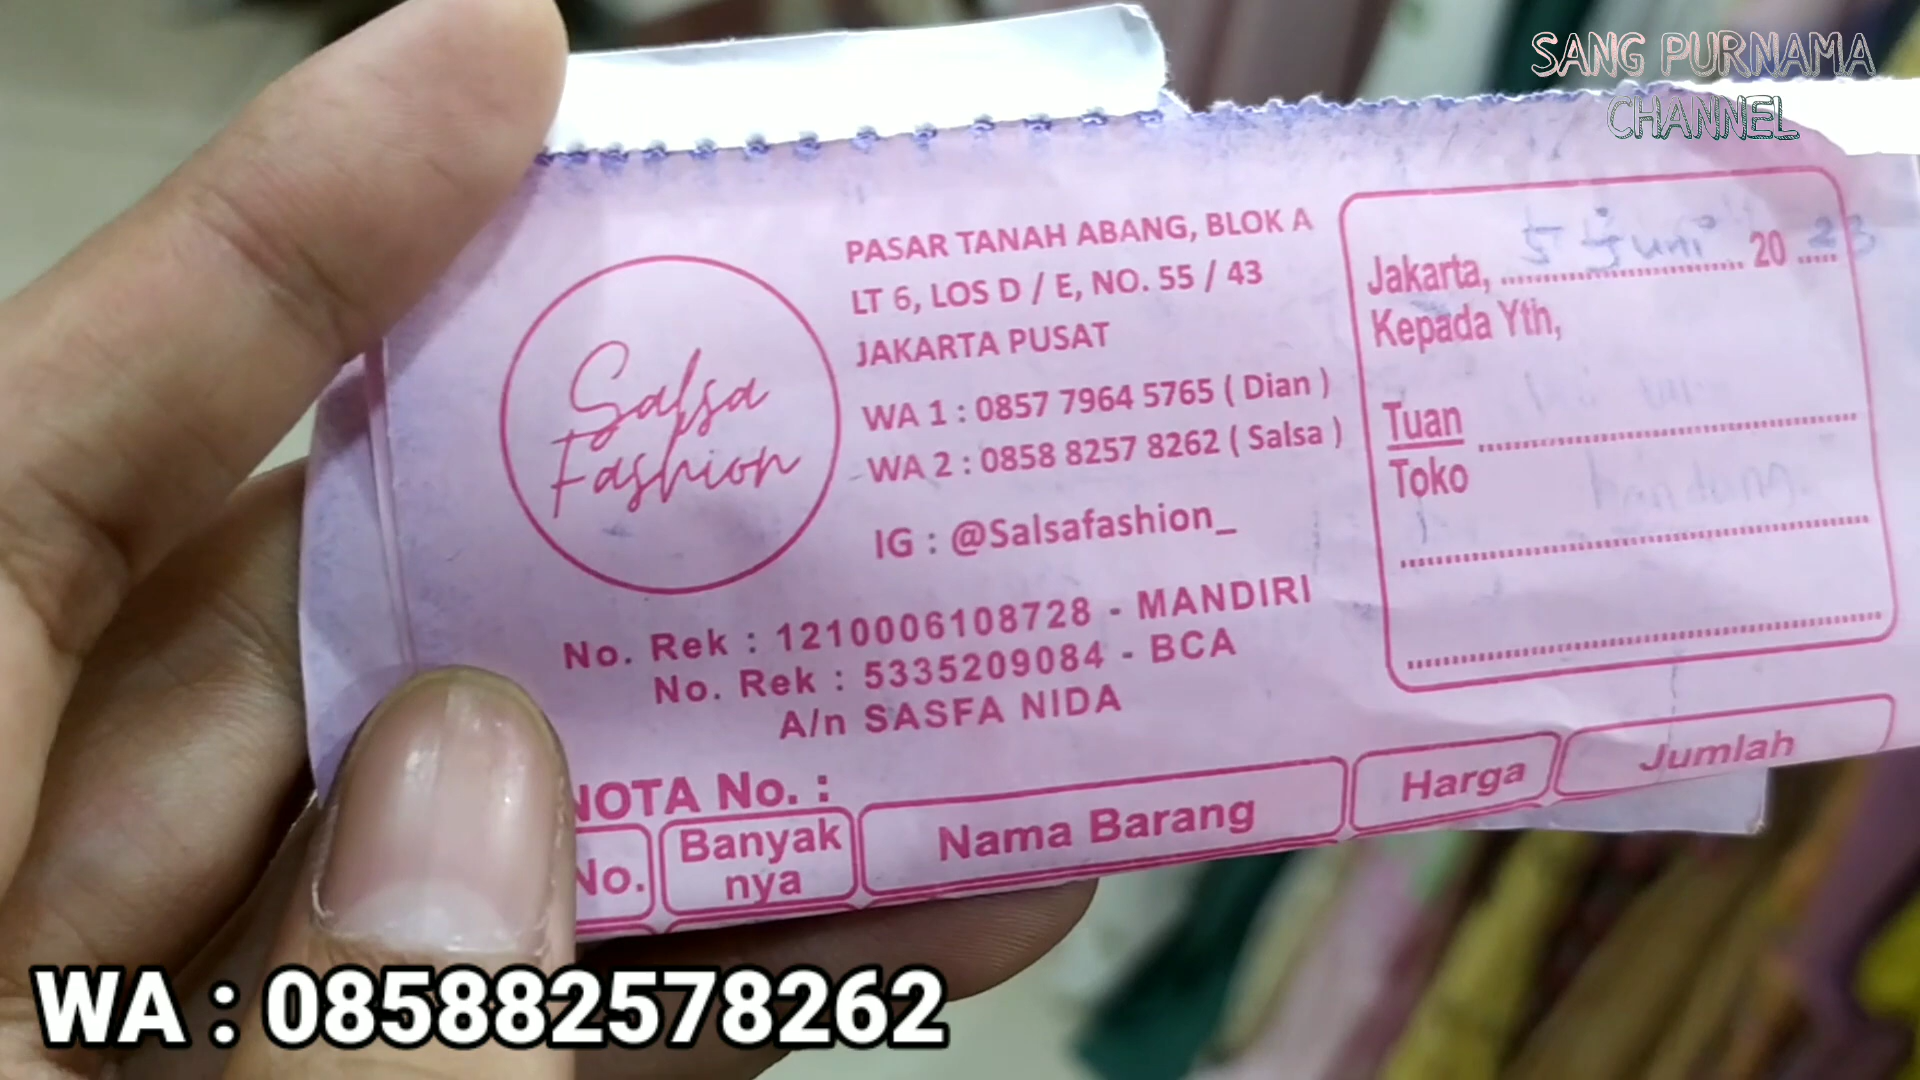 SANG PURNAMA
CHANNEL
Salsa
Fashion
PASAR TANAH ABANG, BLOK A
LT 6, LOS D / E, NO. 55 / 43
JAKARTA PUSAT
WA 1 : 0857 7964 5765 ( Dian )
WA 2 : 0858 8257 8262 ( Salsa )
IG : @Salsafashion_
No. Rek : 1210006108728 - MANDIRI
No. Rek : 5335209084 - BCA
A/n SASFA NIDA
Jakarta, 5 Juni 2023
Kepada Yth,
Tuan
Toko
bandung.
NOTA No. :
No.
Banyak
nya
Nama Barang
Harga
Jumlah
WA : 085882578262